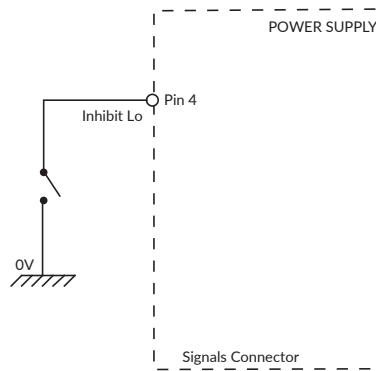 POWER SUPPLY
Pin 4
Inhibit Lo
0V
Signals Connector